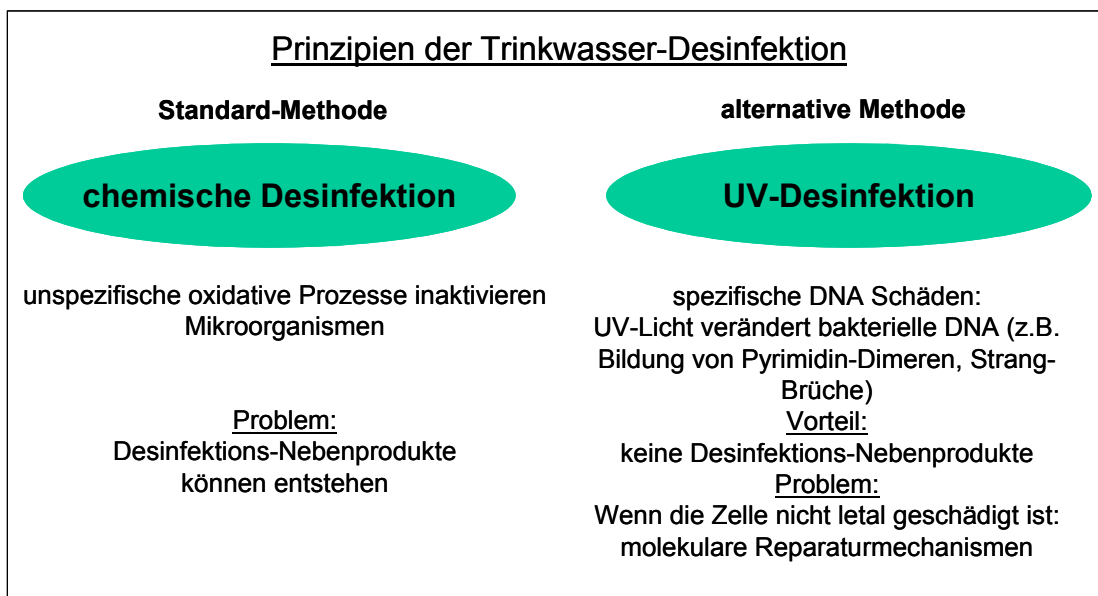 Prinzipien der Trinkwasser-Desinfektion
Standard-Methode
chemische Desinfektion
unspezifische oxidative Prozesse inaktivieren
Mikroorganismen
Problem:
Desinfektions-Nebenprodukte
können entstehen
alternative Methode
UV-Desinfektion
spezifische DNA Schäden:
UV-Licht verändert bakterielle DNA (z.B.
Bildung von Pyrimidin-Dimeren, Strang-
Brüche)
Vorteil:
keine Desinfektions-Nebenprodukte
Problem:
Wenn die Zelle nicht letal geschädigt ist:
molekulare Reparaturmechanismen